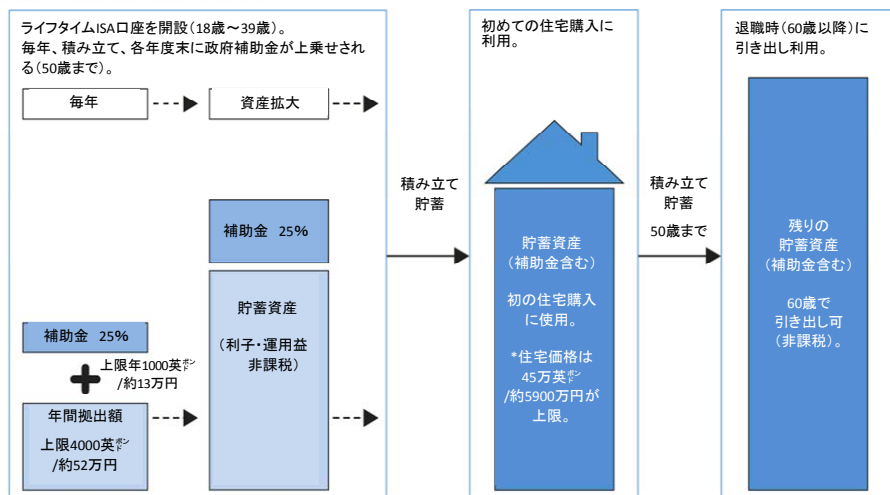 ライフタイムISA口座を開設(18歳～39歳)。
毎年、積み立て、各年度末に政府補助金が上乗せされ
る(50歳まで)。
毎年
資産拡大
補助金 25%
貯蓄資産
(利子・運用益
非課税)
補助金 25%
上限年1000英ポンド
/約13万円
年間拠出額
上限4000英ポンド
/約52万円
積み立て
貯蓄
初めての住宅購入に
利用。
貯蓄資産
(補助金含む)
初の住宅購入
に使用。
*住宅価格は
45万英ポンド
/約5900万円が
上限。
積み立て
貯蓄
50歳まで
退職時(60歳以降)に
引き出し利用。
残りの
貯蓄資産
(補助金含む)
60歳で
引き出し可
(非課税)。